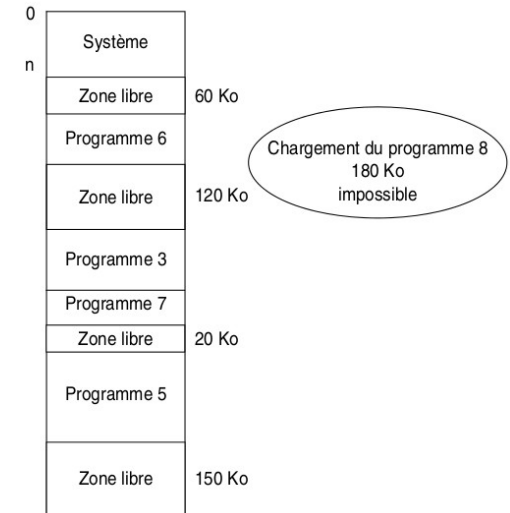 0
Système
n
Zone libre 60 Ko
Programme 6
Chargement du programme 8
180 Ko
impossible
Zone libre 120 Ko
Programme 3
Programme 7
Zone libre 20 Ko
Programme 5
Zone libre 150 Ko